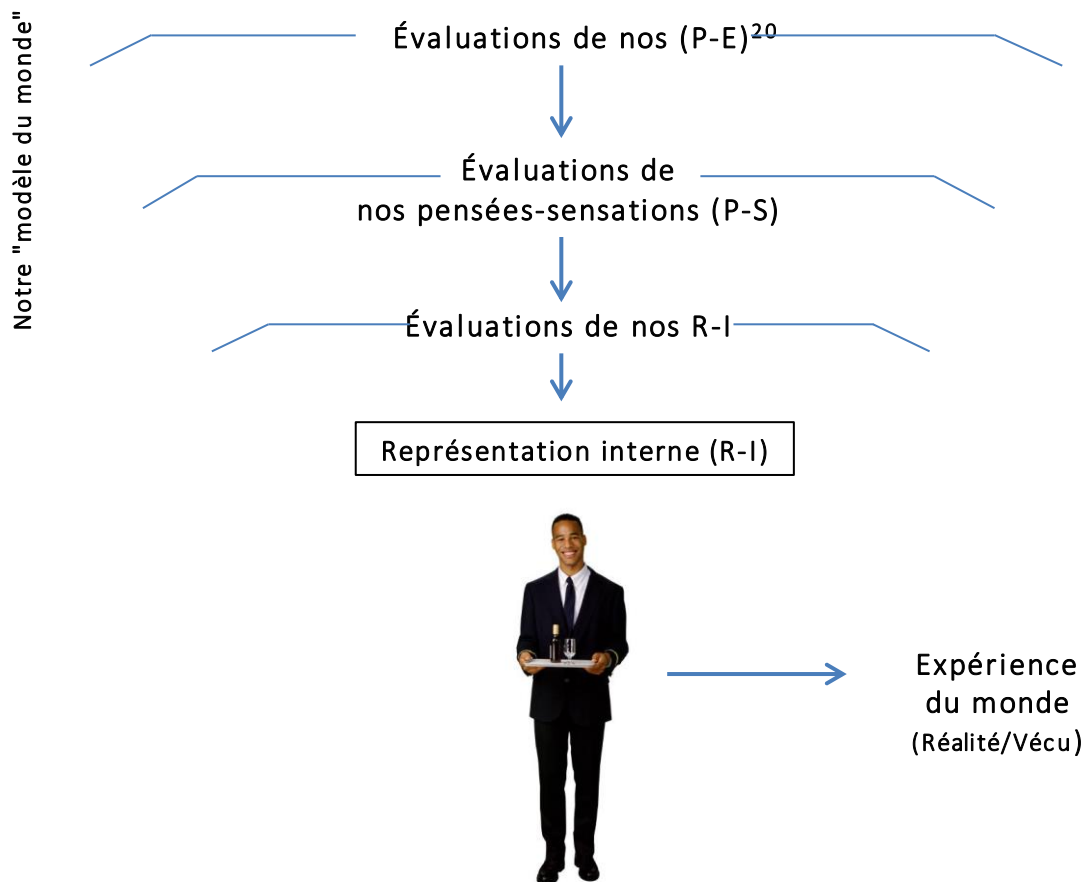 Notre "modèle du monde"
Évaluations de nos (P-E)²⁰
Évaluations de
nos pensées-sensations (P-S)
Évaluations de nos R-I
Représentation interne (R-I)
Expérience
du monde
(Réalité/Vécu)